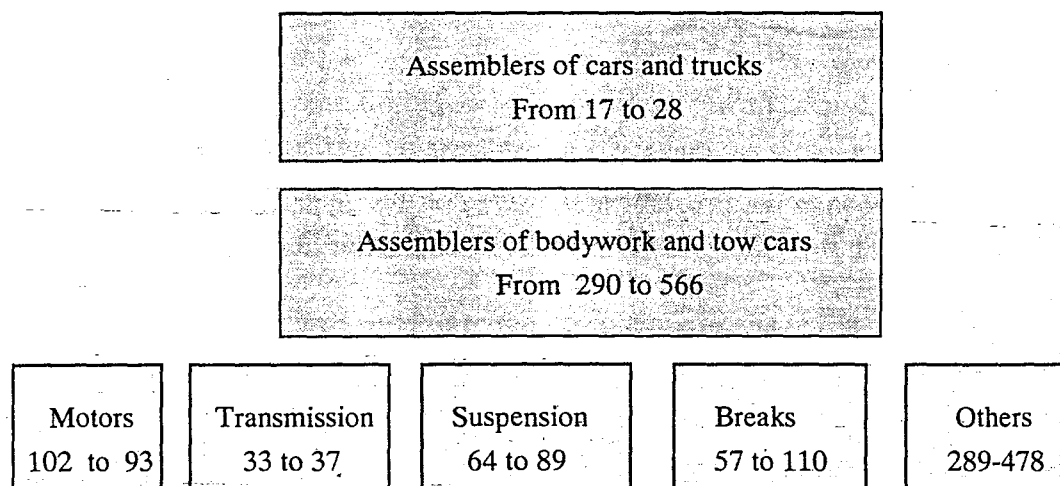 Assemblers of cars and trucks
From 17 to 28
Assemblers of bodywork and tow cars
From 290 to 566
Motors
102 to 93
Transmission
33 to 37
Suspension
64 to 89
Breaks
57 to 110
Others
289-478